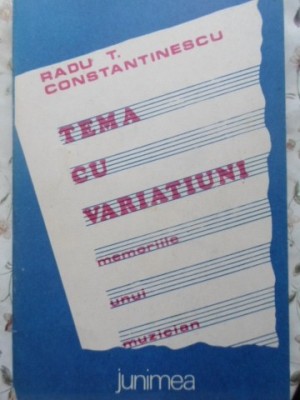 RADU T.
CONSTANTINESCU
TEMA
CU
VARIATIUNI
memoriile
unui
muzician
junimea